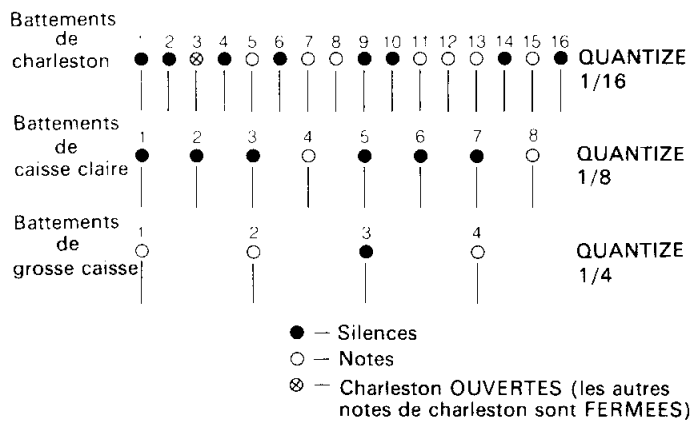 Battements
de
charleston
1 2 3 4 5 6 7 8 9 10 11 12 13 14 15 16
QUANTIZE
1/16
Battements
de
caisse claire
1 2 3 4 5 6 7 8
QUANTIZE
1/8
Battements
de
grosse caisse
1 2 3 4
QUANTIZE
1/4
— Silences
— Notes
— Charleston OUVERTES (les autres
notes de charleston sont FERMEES)